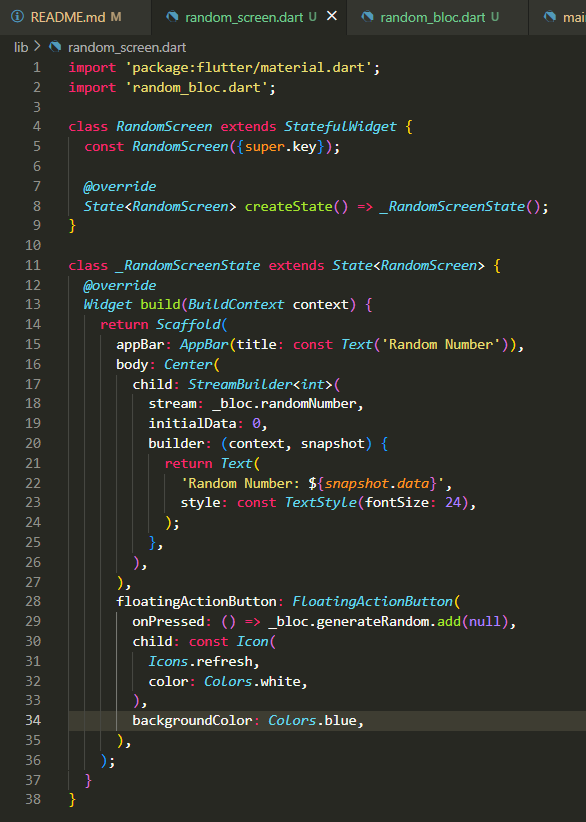 README.md M random_screen.dart U random_bloc.dart U mai
lib > random_screen.dart
1 import 'package:flutter/material.dart';
2 import 'random_bloc.dart';
3
4 class RandomScreen extends StatefulWidget {
5   const RandomScreen({super.key});
6
7   @override
8   State<RandomScreen> createState() => _RandomScreenState();
9 }
10
11 class _RandomScreenState extends State<RandomScreen> {
12   @override
13   Widget build(BuildContext context) {
14     return Scaffold(
15       appBar: AppBar(title: const Text('Random Number')),
16       body: Center(
17         child: StreamBuilder<int>(
18           stream: _bloc.randomNumber,
19           initialData: 0,
20           builder: (context, snapshot) {
21             return Text(
22               'Random Number: ${snapshot.data}',
23               style: const TextStyle(fontSize: 24),
24             );
25           },
26         ),
27       ),
28       floatingActionButton: FloatingActionButton(
29         onPressed: () => _bloc.generateRandom.add(null),
30         child: const Icon(
31           Icons.refresh,
32           color: Colors.white,
33         ),
34         backgroundColor: Colors.blue,
35       ),
36     );
37   }
38 }